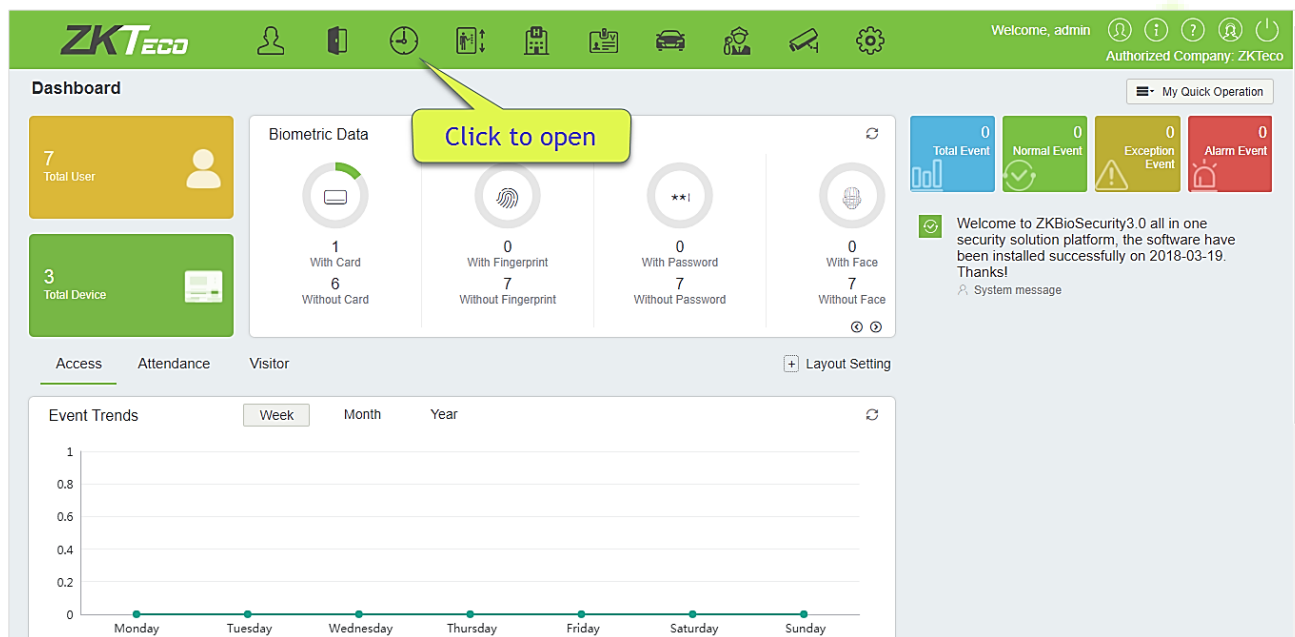 ZKTECO
Welcome, admin
Authorized Company: ZKTeco
Dashboard
My Quick Operation
Click to open
7
Total User
3
Total Device
Biometric Data
1
With Card
6
Without Card
0
With Fingerprint
7
Without Fingerprint
**|
0
With Password
7
Without Password
0
With Face
7
Without Face
0
Total Event
0
Normal Event
0
Exception
Event
0
Alarm Event
Welcome to ZKBioSecurity3.0 all in one
security solution platform, the software have
been installed successfully on 2018-03-19.
Thanks!
System message
Access
Attendance
Visitor
+ Layout Setting
Event Trends
Week
Month
Year
1
0.8
0.6
0.4
0.2
0
Monday
Tuesday
Wednesday
Thursday
Friday
Saturday
Sunday